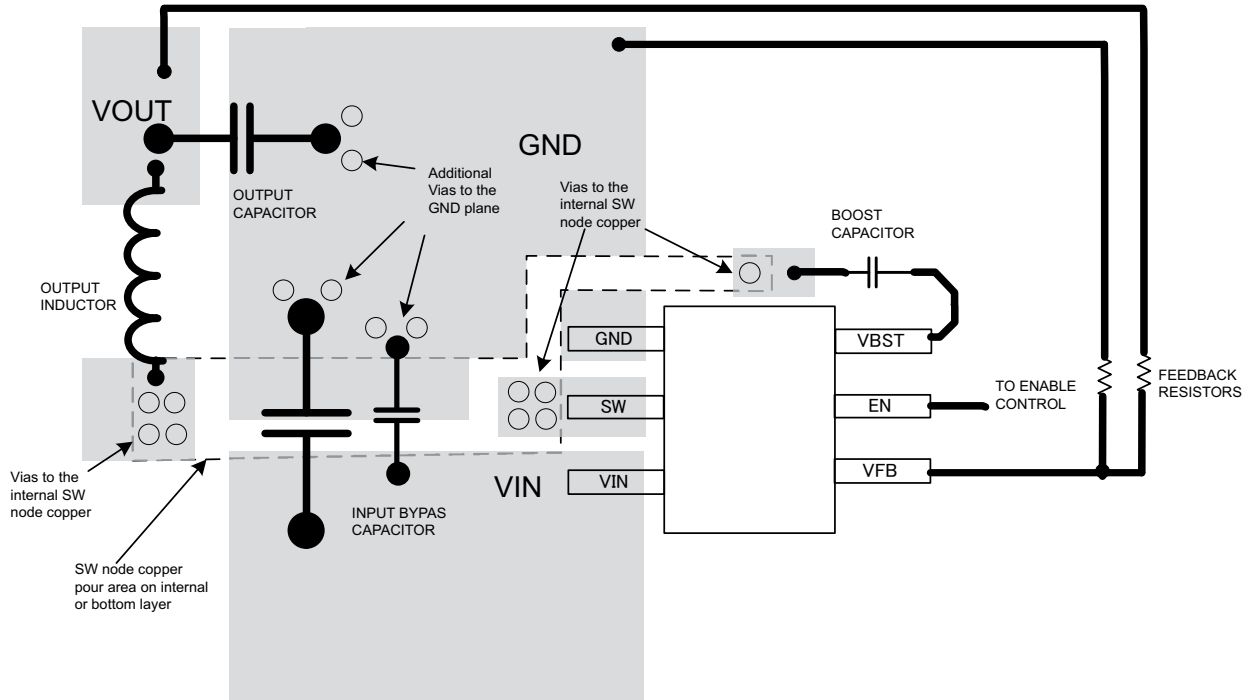 VOUT
GND
OUTPUT
CAPACITOR
Additional
Vias to the
GND plane
Vias to the
internal SW
node copper
BOOST
CAPACITOR
OUTPUT
INDUCTOR
GND
VBST
SW
EN
TO ENABLE
CONTROL
FEEDBACK
RESISTORS
VIN
VIN
VFB
Vias to the
internal SW
node copper
INPUT BYPAS
CAPACITOR
SW node copper
pour area on internal
or bottom layer